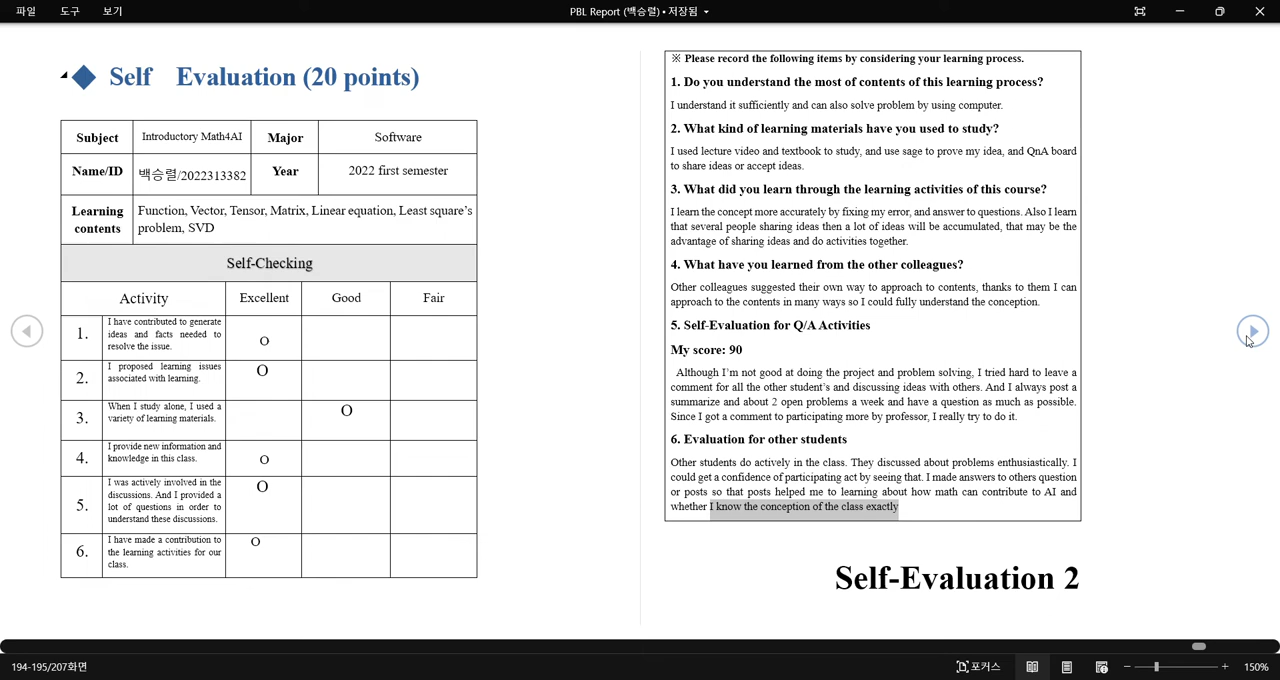 파일 도구 보기 PBL Report (백승렬) • 저장됨
Self Evaluation (20 points)
Subject Introductory Math4AI Major Software
Name/ID 백승렬/2022313382 Year 2022 first semester
Learning contents Function, Vector, Tensor, Matrix, Linear equation, Least square's
problem, SVD
Self-Checking
Activity Excellent Good Fair
1. I have contributed to generate
ideas and facts needed to
resolve the issue.
O
2. I proposed learning issues
associated with learning.
O
3. When I study alone, I used a
variety of learning materials.
O
4. I provide new information and
knowledge in this class.
O
5. I was actively involved in the
discussions. And I provided a
lot of questions in order to
understand these discussions.
O
6. I have made a contribution to
the learning activities for our
class.
O
※ Please record the following items by considering your learning process.
1. Do you understand the most of contents of this learning process?
I understand it sufficiently and can also solve problem by using computer.
2. What kind of learning materials have you used to study?
I used lecture video and textbook to study, and use sage to prove my idea, and QnA board
to share ideas or accept ideas.
3. What did you learn through the learning activities of this course?
I learn the concept more accurately by fixing my error, and answer to questions. Also I learn
that several people sharing ideas then a lot of ideas will be accumulated, that may be the
advantage of sharing ideas and do activities together.
4. What have you learned from the other colleagues?
Other colleagues suggested their own way to approach to contents, thanks to them I can
approach to the contents in many ways so I could fully understand the conception.
5. Self-Evaluation for Q/A Activities
My score: 90
Although I'm not good at doing the project and problem solving, I tried hard to leave a
comment for all the other student's and discussing ideas with others. And I always post a
summarize and about 2 open problems a week and have a question as much as possible.
Since I got a comment to participating more by professor, I really try to do it.
6. Evaluation for other students
Other students do actively in the class. They discussed about problems enthusiastically. I
could get a confidence of participating act by seeing that. I made answers to others question
or posts so that posts helped me to learning about how math can contribute to AI and
whether I know the conception of the class exactly
Self-Evaluation 2
194-195/207화면 포커스 150%